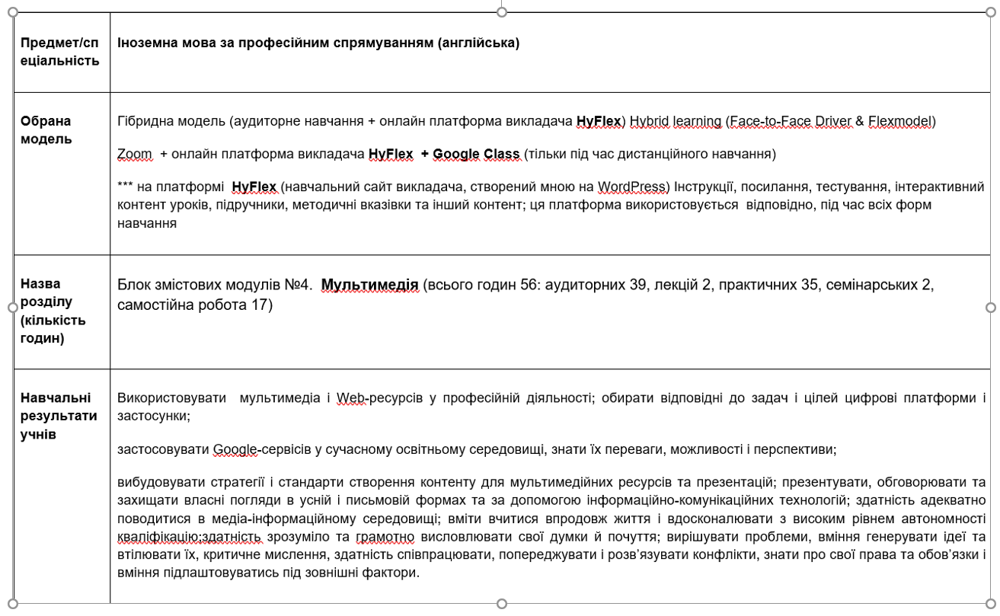 Предмет/сп
еціальність
Іноземна мова за професійним спрямуванням (англійська)
Обрана
модель
Гібридна модель (аудиторне навчання + онлайн платформа викладача HyFlex) Hybrid learning (Face-to-Face Driver & Flexmodel)
Zoom + онлайн платформа викладача HyFlex + Google Class (тільки під час дистанційного навчання)
*** на платформі HyFlex (навчальний сайт викладача, створений мною на WordPress) Інструкції, посилання, тестування, інтерактивний
контент уроків, підручники, методичні вказівки та інший контент; ця платформа використовується відповідно, під час всіх форм
навчання
Назва
розділу
(кількість
годин)
Блок змістових модулів №4. Мультимедія (всього годин 56: аудиторних 39, лекцій 2, практичних 35, семінарських 2,
самостійна робота 17)
Навчальні
результати
учнів
Використовувати мультимедіа і Web-ресурсів у професійній діяльності; обирати відповідні до задач і цілей цифрові платформи і
застосунки;
застосовувати Google-сервісів у сучасному освітньому середовищі, знати їх переваги, можливості і перспективи;
вибудовувати стратегії і стандарти створення контенту для мультимедійних ресурсів та презентацій; презентувати, обговорювати та
захищати власні погляди в усній і письмовій формах та за допомогою інформаційно-комунікаційних технологій; здатність адекватно
поводитися в медіа-інформаційному середовищі; вміти вчитися впродовж життя і вдосконалювати з високим рівнем автономності
кваліфікацію;здатність зрозуміло та грамотно висловлювати свої думки й почуття; вирішувати проблеми, вміння генерувати ідеї та
втілювати їх, критичне мислення, здатність співпрацювати, попереджувати і розв’язувати конфлікти, знати про свої права та обов’язки і
вміння підлаштовуватись під зовнішні фактори.